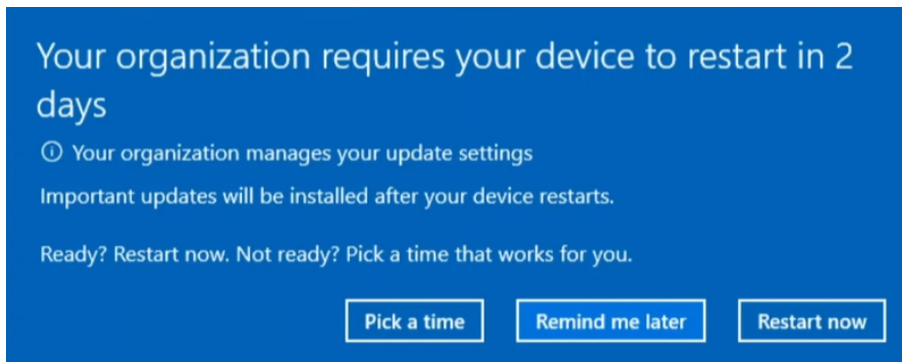 Your organization requires your device to restart in 2
days
Your organization manages your update settings
Important updates will be installed after your device restarts.
Ready? Restart now. Not ready? Pick a time that works for you.
Pick a time
Remind me later
Restart now